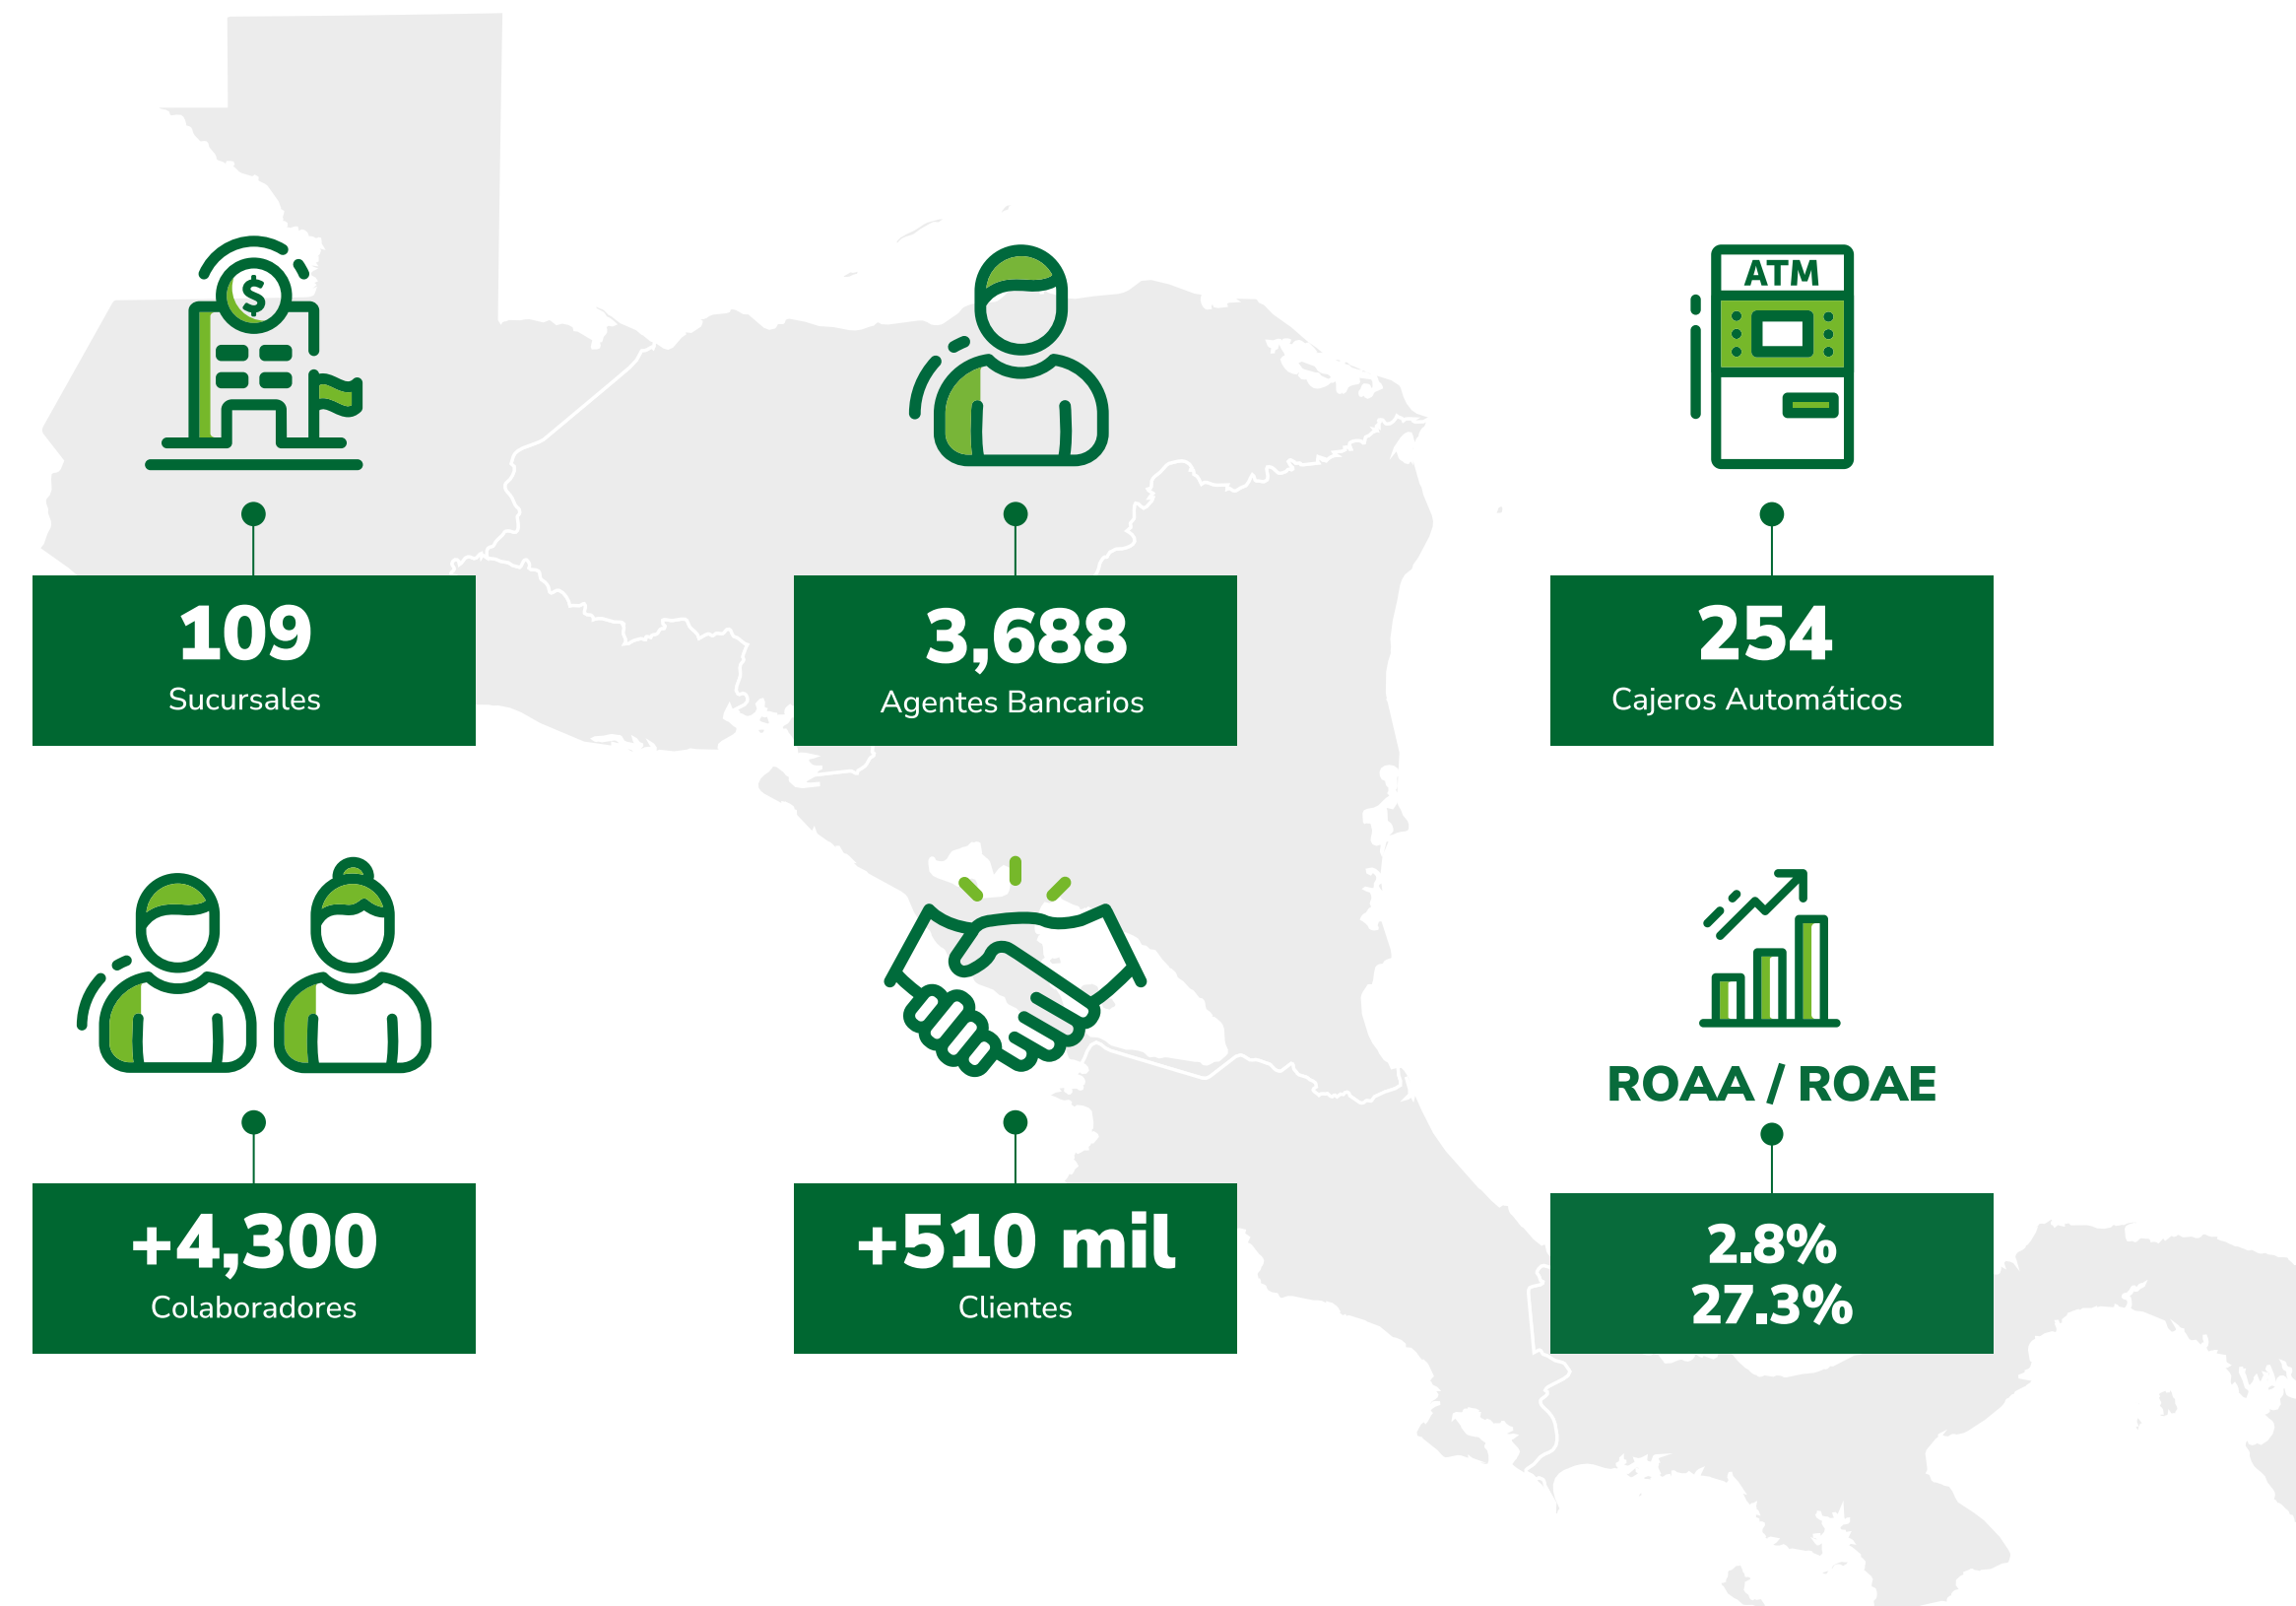 109
Sucursales
3,688
Agentes Bancarios
ATM
254
Cajeros Automáticos
+4,300
Colaboradores
+510 mil
Clientes
ROAA / ROAE
2.8%
27.3%